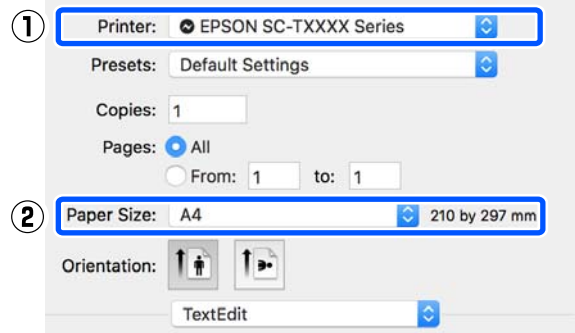 ① Printer: EPSON SC-TXXXX Series
Presets: Default Settings
Copies: 1
Pages: All
From: 1 to: 1
② Paper Size: A4 210 by 297 mm
Orientation:
TextEdit